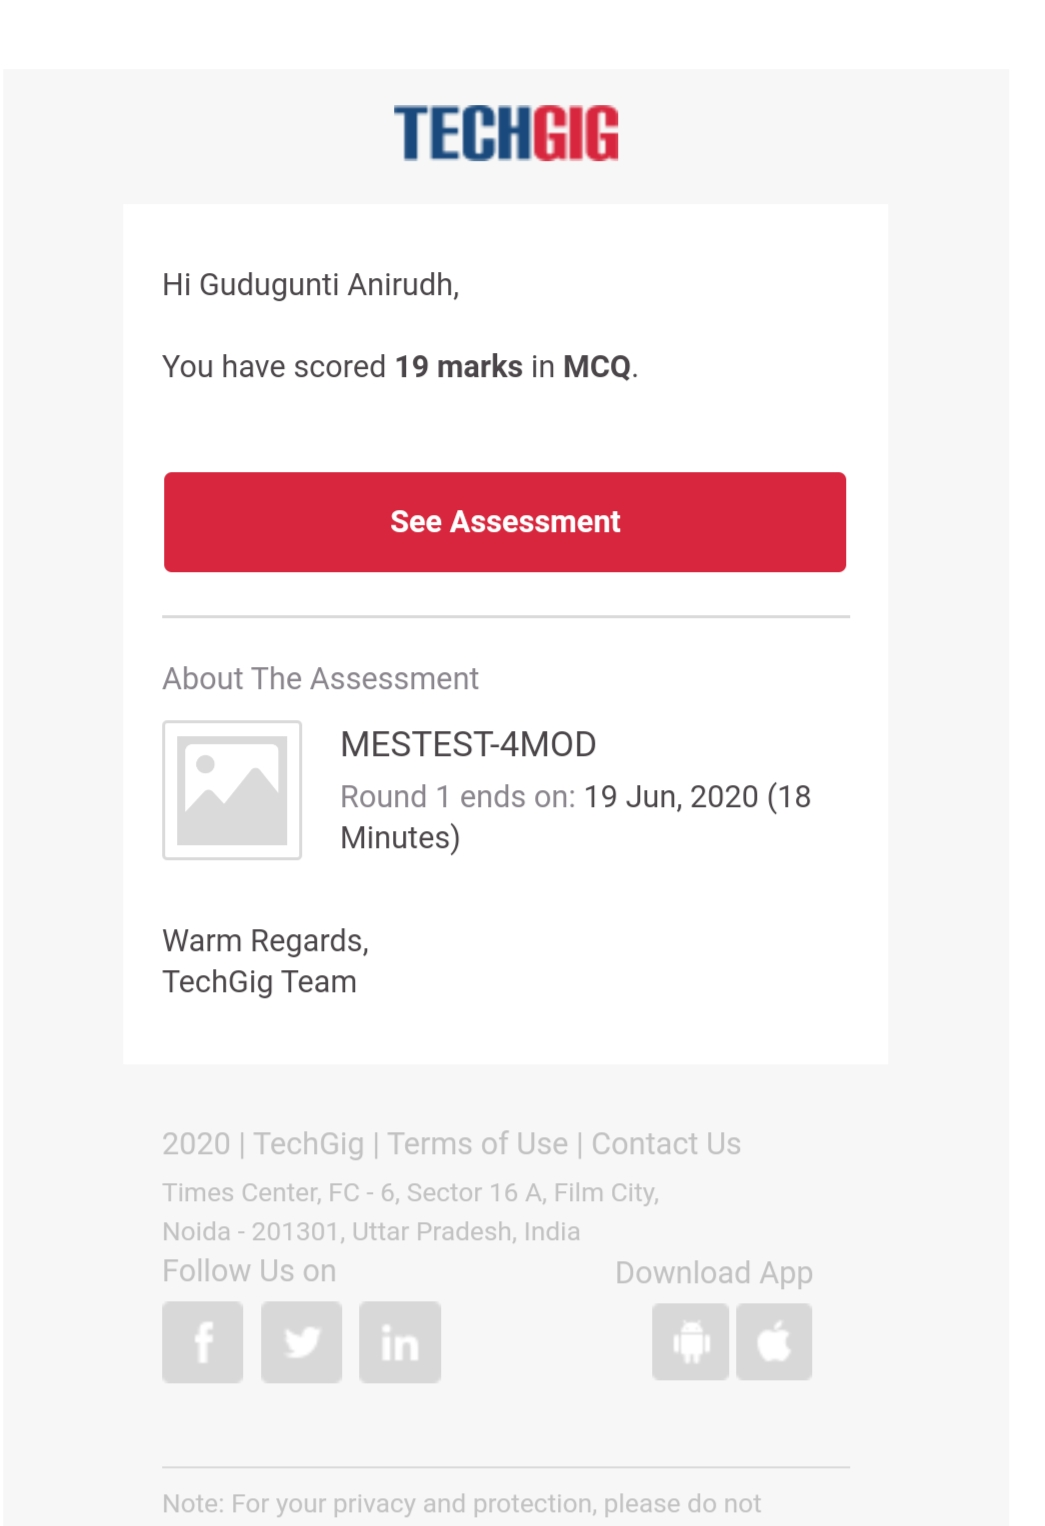 TECHGIG
Hi Gudugunti Anirudh,
You have scored 19 marks in MCQ.
See Assessment
About The Assessment
MESTEST-4MOD
Round 1 ends on: 19 Jun, 2020 (18
Minutes)
Warm Regards,
TechGig Team
2020 | TechGig | Terms of Use | Contact Us
Times Center, FC - 6, Sector 16 A, Film City,
Noida - 201301, Uttar Pradesh, India
Follow Us on
Download App
f
in
Note: For your privacy and protection, please do not